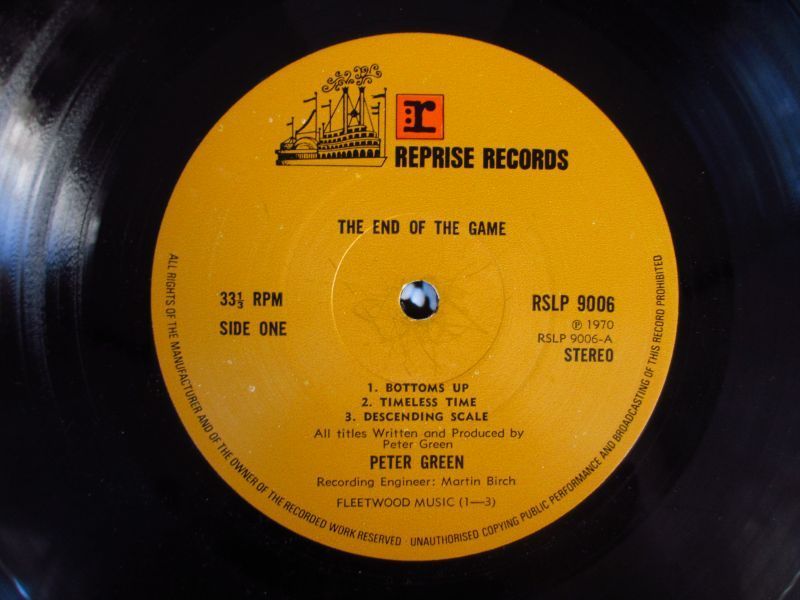 r
REPRISE RECORDS
THE END OF THE GAME
33⅓ RPM
SIDE ONE
RSLP 9006
℗ 1970
RSLP 9006-A
STEREO
1. BOTTOMS UP
2. TIMELESS TIME
3. DESCENDING SCALE
All titles Written and Produced by
Peter Green
PETER GREEN
Recording Engineer: Martin Birch
FLEETWOOD MUSIC (1—3)
ALL RIGHTS OF THE MANUFACTURER AND OF THE OWNER OF THE RECORDED WORK RESERVED · UNAUTHORISED COPYING PUBLIC PERFORMANCE AND BROADCASTING OF THIS RECORD PROHIBITED